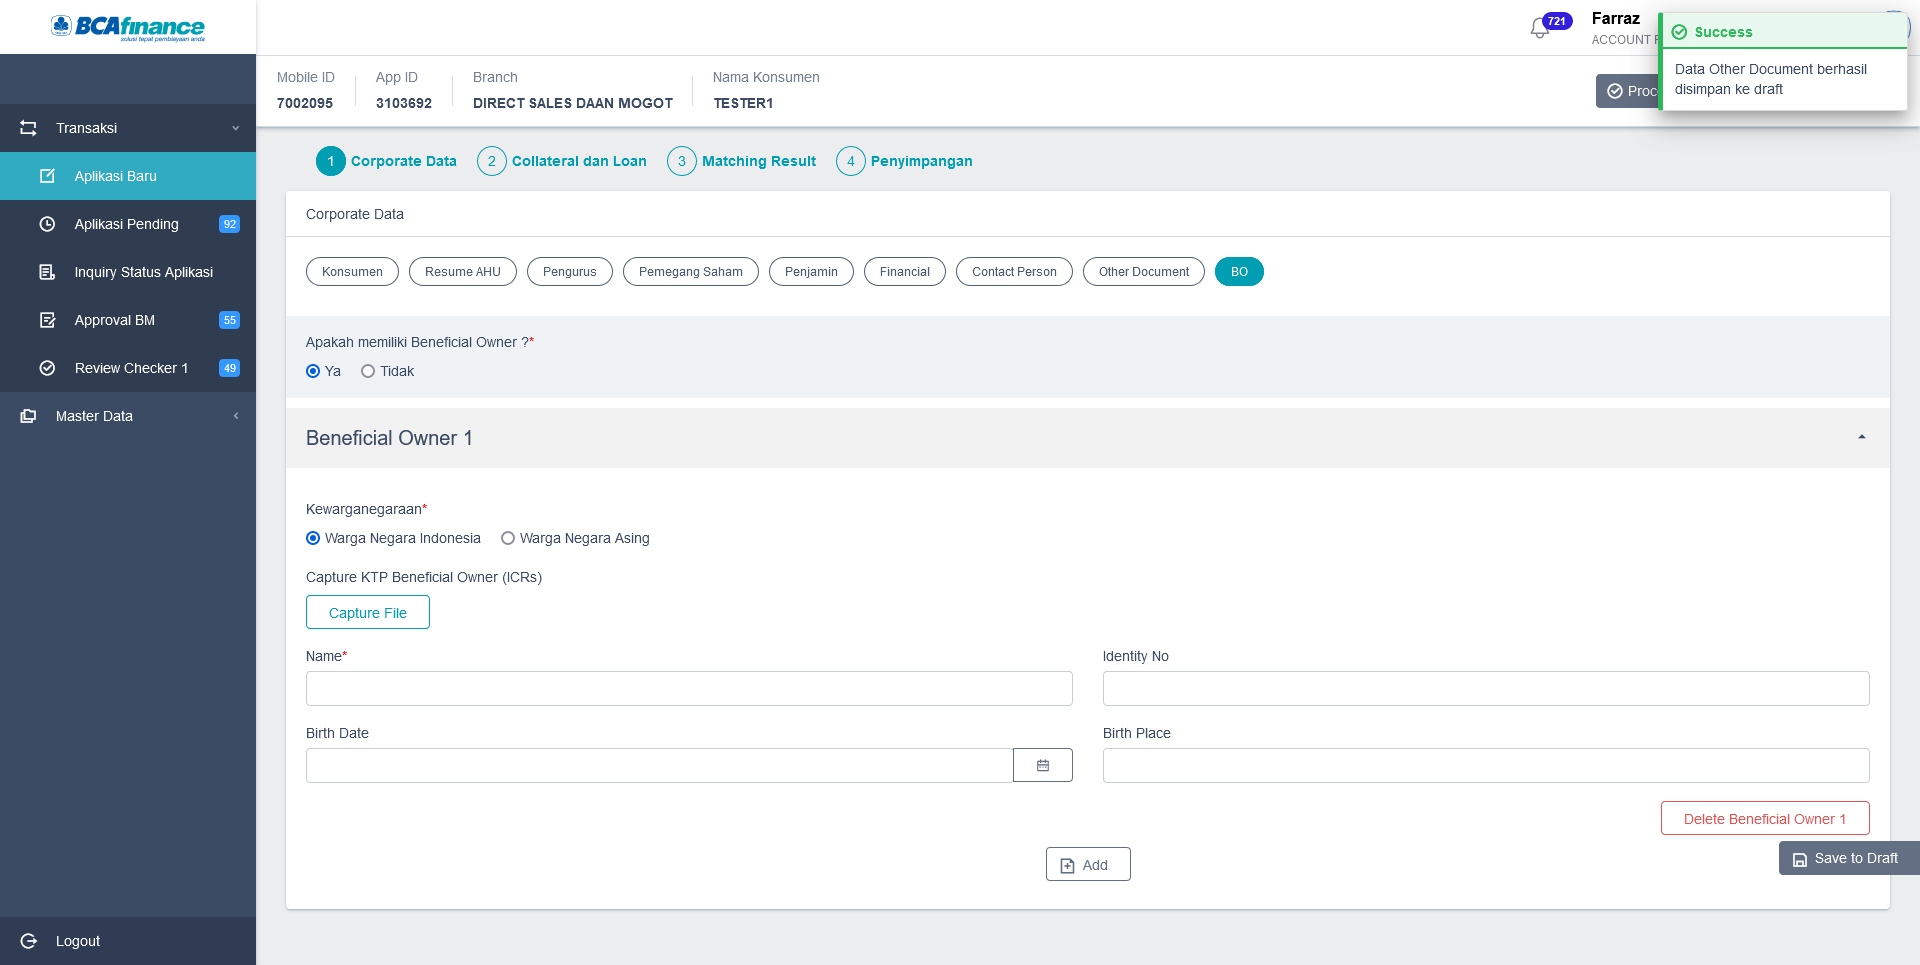 BCAfinance
solusi tepat pembiayaan anda
721
Farraz
ACCOUNT
Success
Data Other Document berhasil
disimpan ke draft
Mobile ID
7002095
App ID
3103692
Branch
DIRECT SALES DAAN MOGOT
Nama Konsumen
TESTER1
Transaksi
Aplikasi Baru
Aplikasi Pending
92
Inquiry Status Aplikasi
Approval BM
55
Review Checker 1
49
Master Data
Logout
1 Corporate Data
2 Collateral dan Loan
3 Matching Result
4 Penyimpangan
Corporate Data
Konsumen
Resume AHU
Pengurus
Pemegang Saham
Penjamin
Financial
Contact Person
Other Document
BO
Apakah memiliki Beneficial Owner ?*
Ya
Tidak
Beneficial Owner 1
Kewarganegaraan*
Warga Negara Indonesia
Warga Negara Asing
Capture KTP Beneficial Owner (ICRs)
Capture File
Name*
Identity No
Birth Date
Birth Place
Delete Beneficial Owner 1
Add
Save to Draft